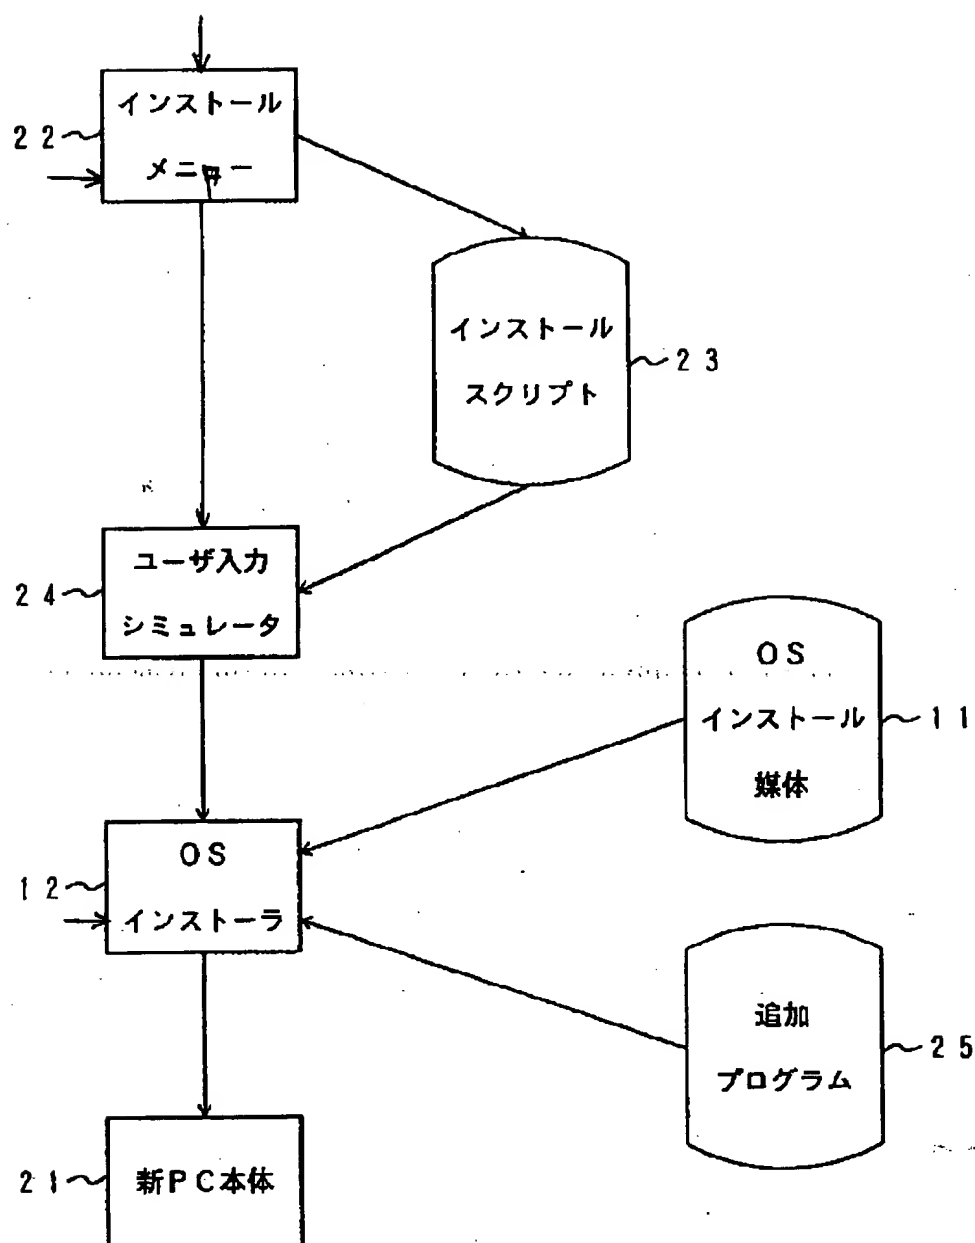 インストール
22
メニュー
インストール
23
スクリプト
ユーザ入力
24
シミュレータ
OS
インストール
11
媒体
OS
12
インストーラ
追加
25
プログラム
21
新PC本体